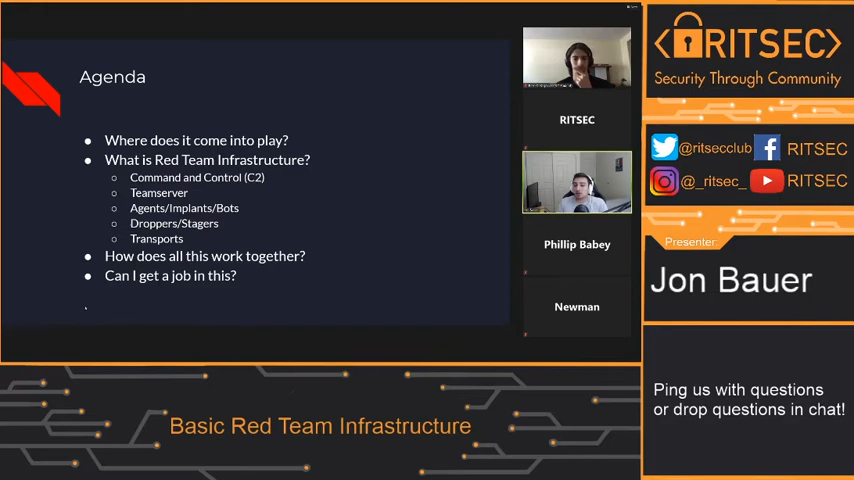 Agenda
Where does it come into play?
What is Red Team Infrastructure?
Command and Control (C2)
Teamserver
Agents/Implants/Bots
Droppers/Stagers
Transports
How does all this work together?
Can I get a job in this?
RITSEC
Phillip Babey
Newman
RITSEC
Security Through Community
@ritsecclub
RITSEC
@_ritsec_
RITSEC
Presenter:
Jon Bauer
Ping us with questions
or drop questions in chat!
Basic Red Team Infrastructure